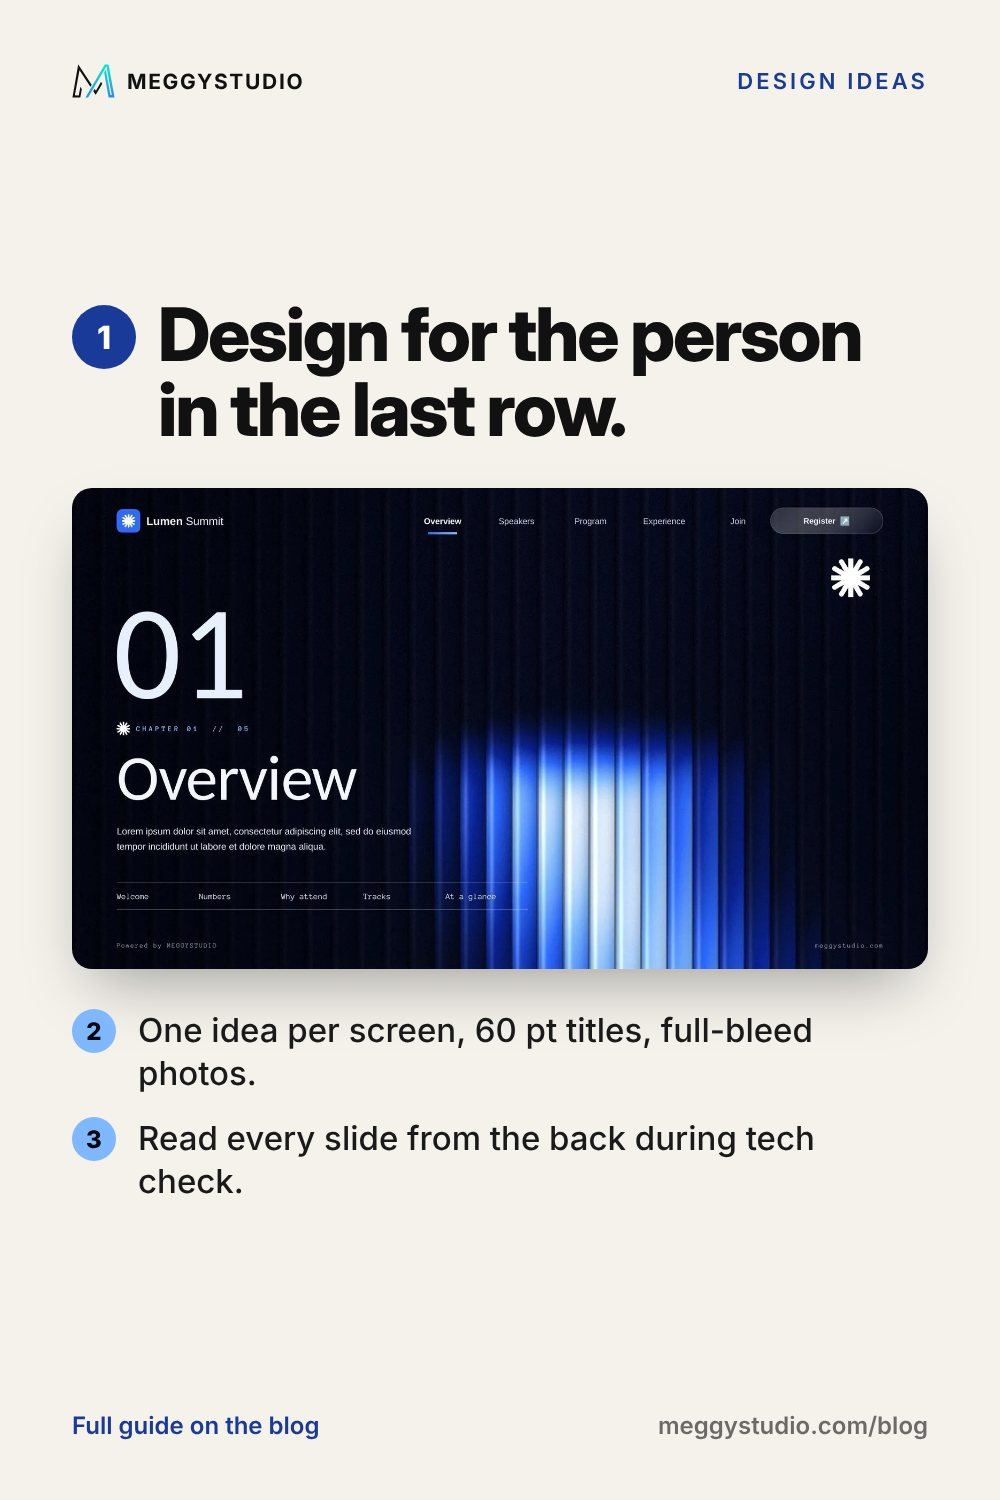 MEGGYSTUDIO
DESIGN IDEAS
1 Design for the person
in the last row.
Lumen Summit
Overview Speakers Program Experience Join Register
01
CHAPTER 01 // 05
Overview
Lorem ipsum dolor sit amet, consectetur adipiscing elit, sed do eiusmod
tempor incididunt ut labore et dolore magna aliqua.
Welcome Numbers Why attend Tracks At a glance
Powered by MEGGYSTUDIO
meggystudio.com
2 One idea per screen, 60 pt titles, full-bleed
photos.
3 Read every slide from the back during tech
check.
Full guide on the blog
meggystudio.com/blog